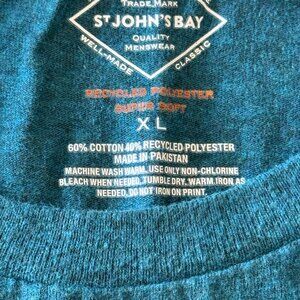 TRADE MARK
ST JOHN'S BAY
QUALITY
MENSWEAR
WELL-MADE
CLASSIC
RECYCLED POLYESTER
SUPER SOFT
XL
60% COTTON 40% RECYCLED POLYESTER
MADE IN PAKISTAN
MACHINE WASH WARM. USE ONLY NON-CHLORINE
BLEACH WHEN NEEDED. TUMBLE DRY. WARM IRON AS
NEEDED. DO NOT IRON ON PRINT.